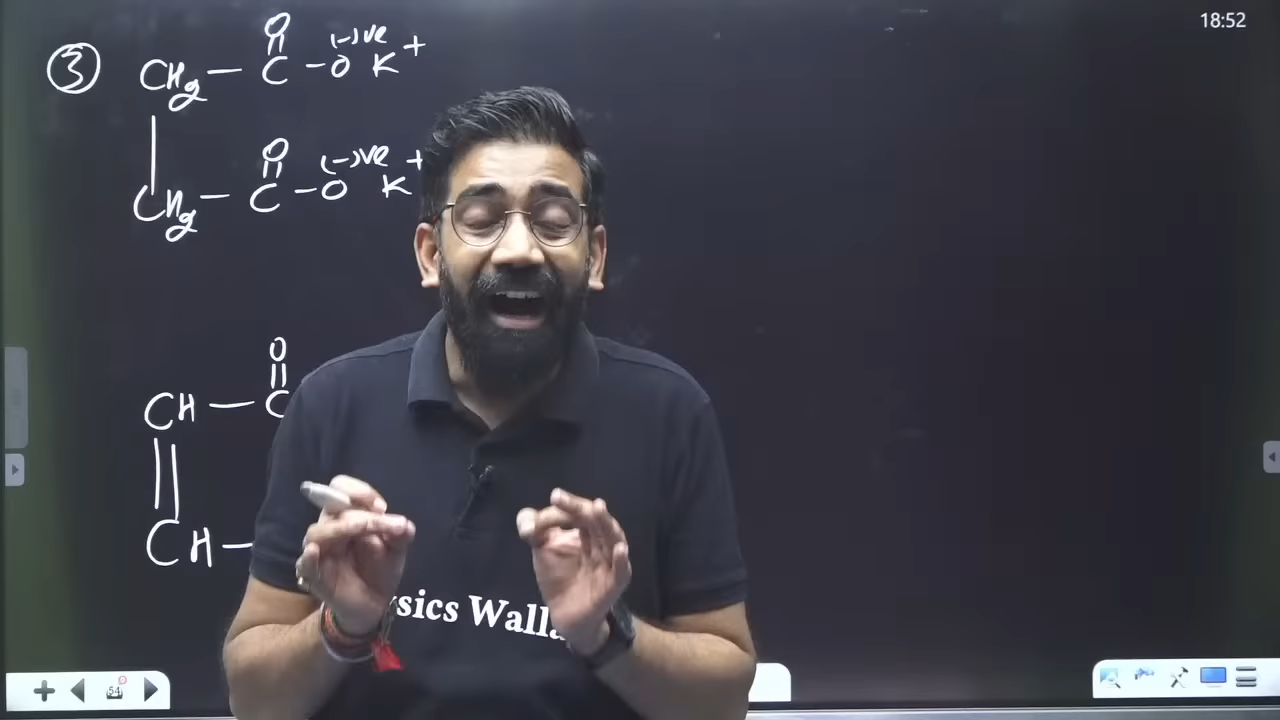 18:52
③ CH2 — C — O K +
O (-)ve
CH2 — C — O K +
O (-)ve
O
CH — C
CH —
ysics Walla